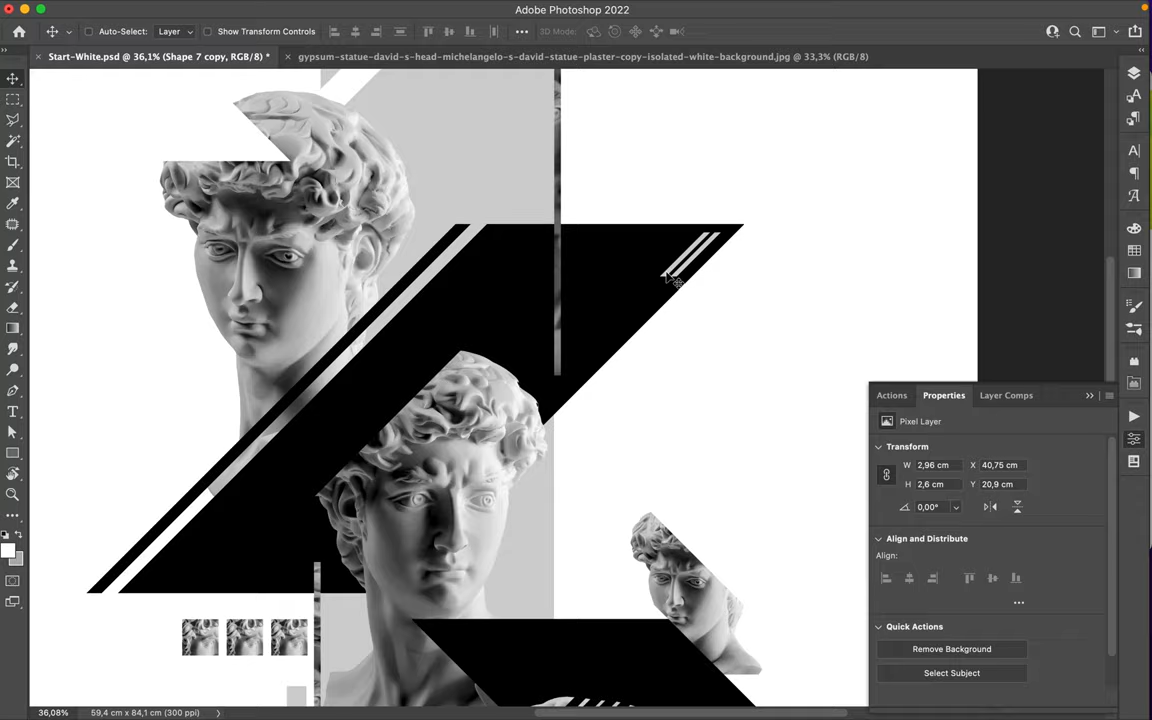 Adobe Photoshop 2022
Auto-Select: Layer Show Transform Controls 3D Mode:
Start-White.psd @ 36,1% (Shape 7 copy, RGB/8) * gypsum-statue-david-s-head-michelangelo-s-david-statue-plaster-copy-isolated-white-background.jpg @ 33,3% (RGB/8)
Actions Properties Layer Comps
Pixel Layer
Transform
W 2,96 cm X 40,75 cm
H 2,6 cm Y 20,9 cm
0,00°
Align and Distribute
Align:
Quick Actions
Remove Background
Select Subject
36,08% 59,4 cm x 84,1 cm (300 ppi)